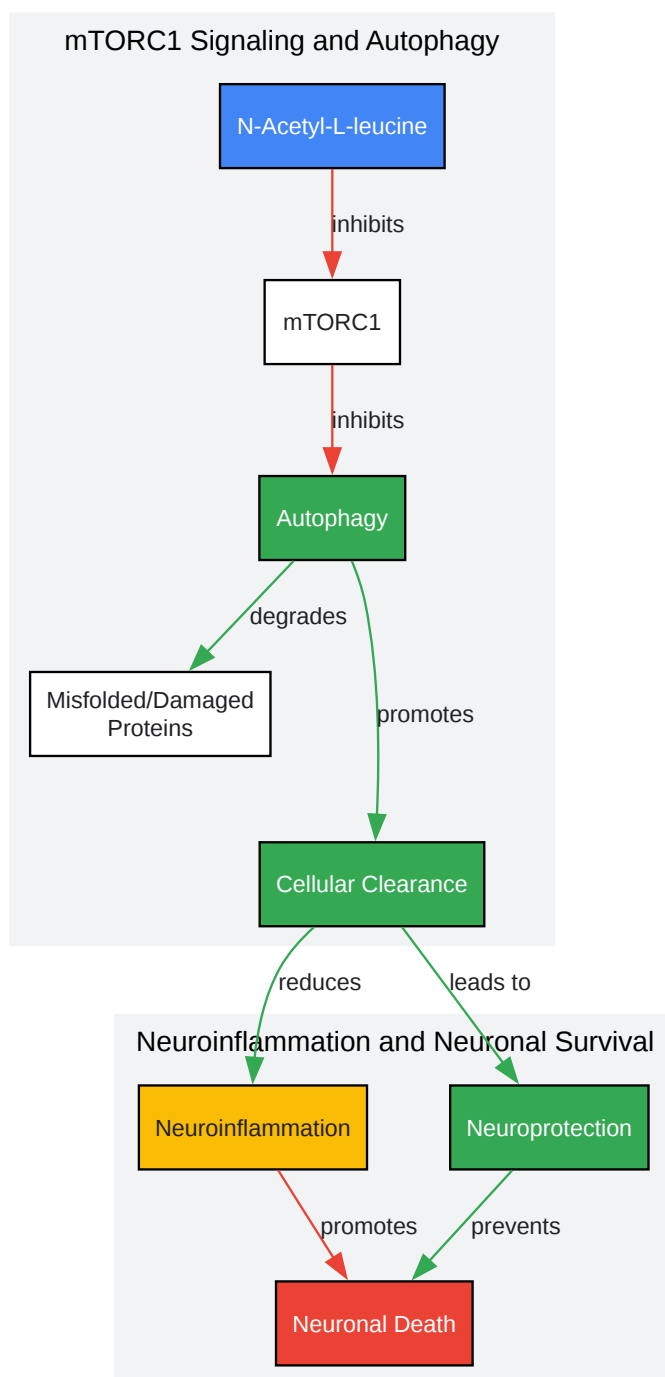 mTORC1 Signaling and Autophagy
N-Acetyl-L-leucine
inhibits
mTORC1
inhibits
Autophagy
degrades
Misfolded/Damaged
Proteins
promotes
Cellular Clearance
reduces
leads to
Neuroinflammation and Neuronal Survival
Neuroinflammation
Neuroprotection
promotes
prevents
Neuronal Death